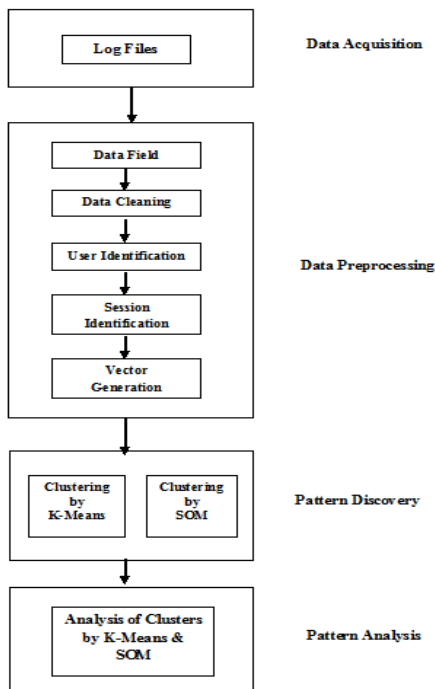 Log Files
Data Acquisition
Data Field
Data Cleaning
User Identification
Session
Identification
Vector
Generation
Data Preprocessing
Clustering
by
K-Means
Clustering
by
SOM
Pattern Discovery
Analysis of Clusters
by K-Means &
SOM
Pattern Analysis